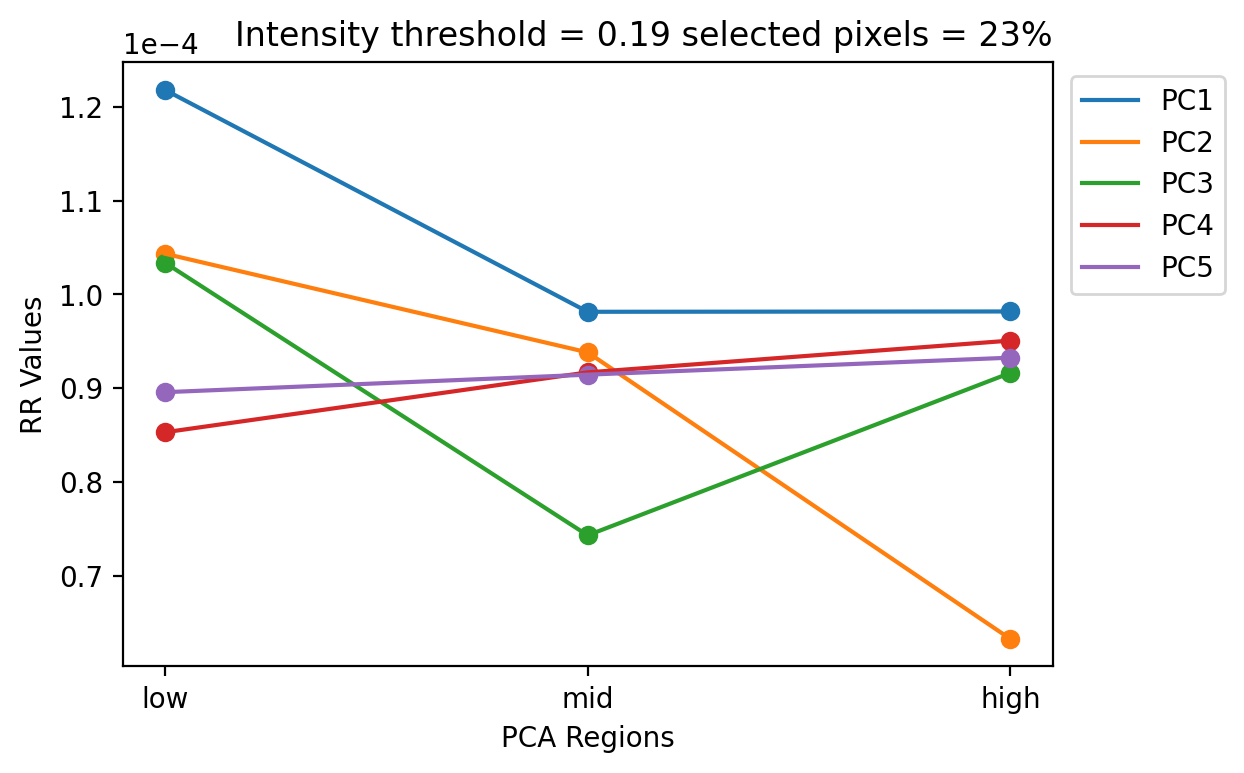 Intensity threshold = 0.19 selected pixels = 23%
1e−4
1.2
1.1
1.0
0.9
0.8
0.7
RR Values
low
mid
high
PCA Regions
PC1
PC2
PC3
PC4
PC5